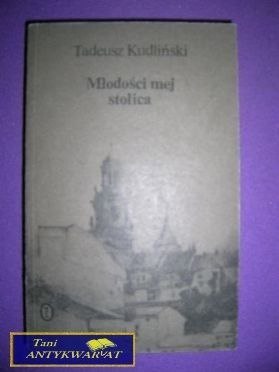 Tadeusz Kudliński
Młodości mej
stolica
Tani
ANTYKWARIAT